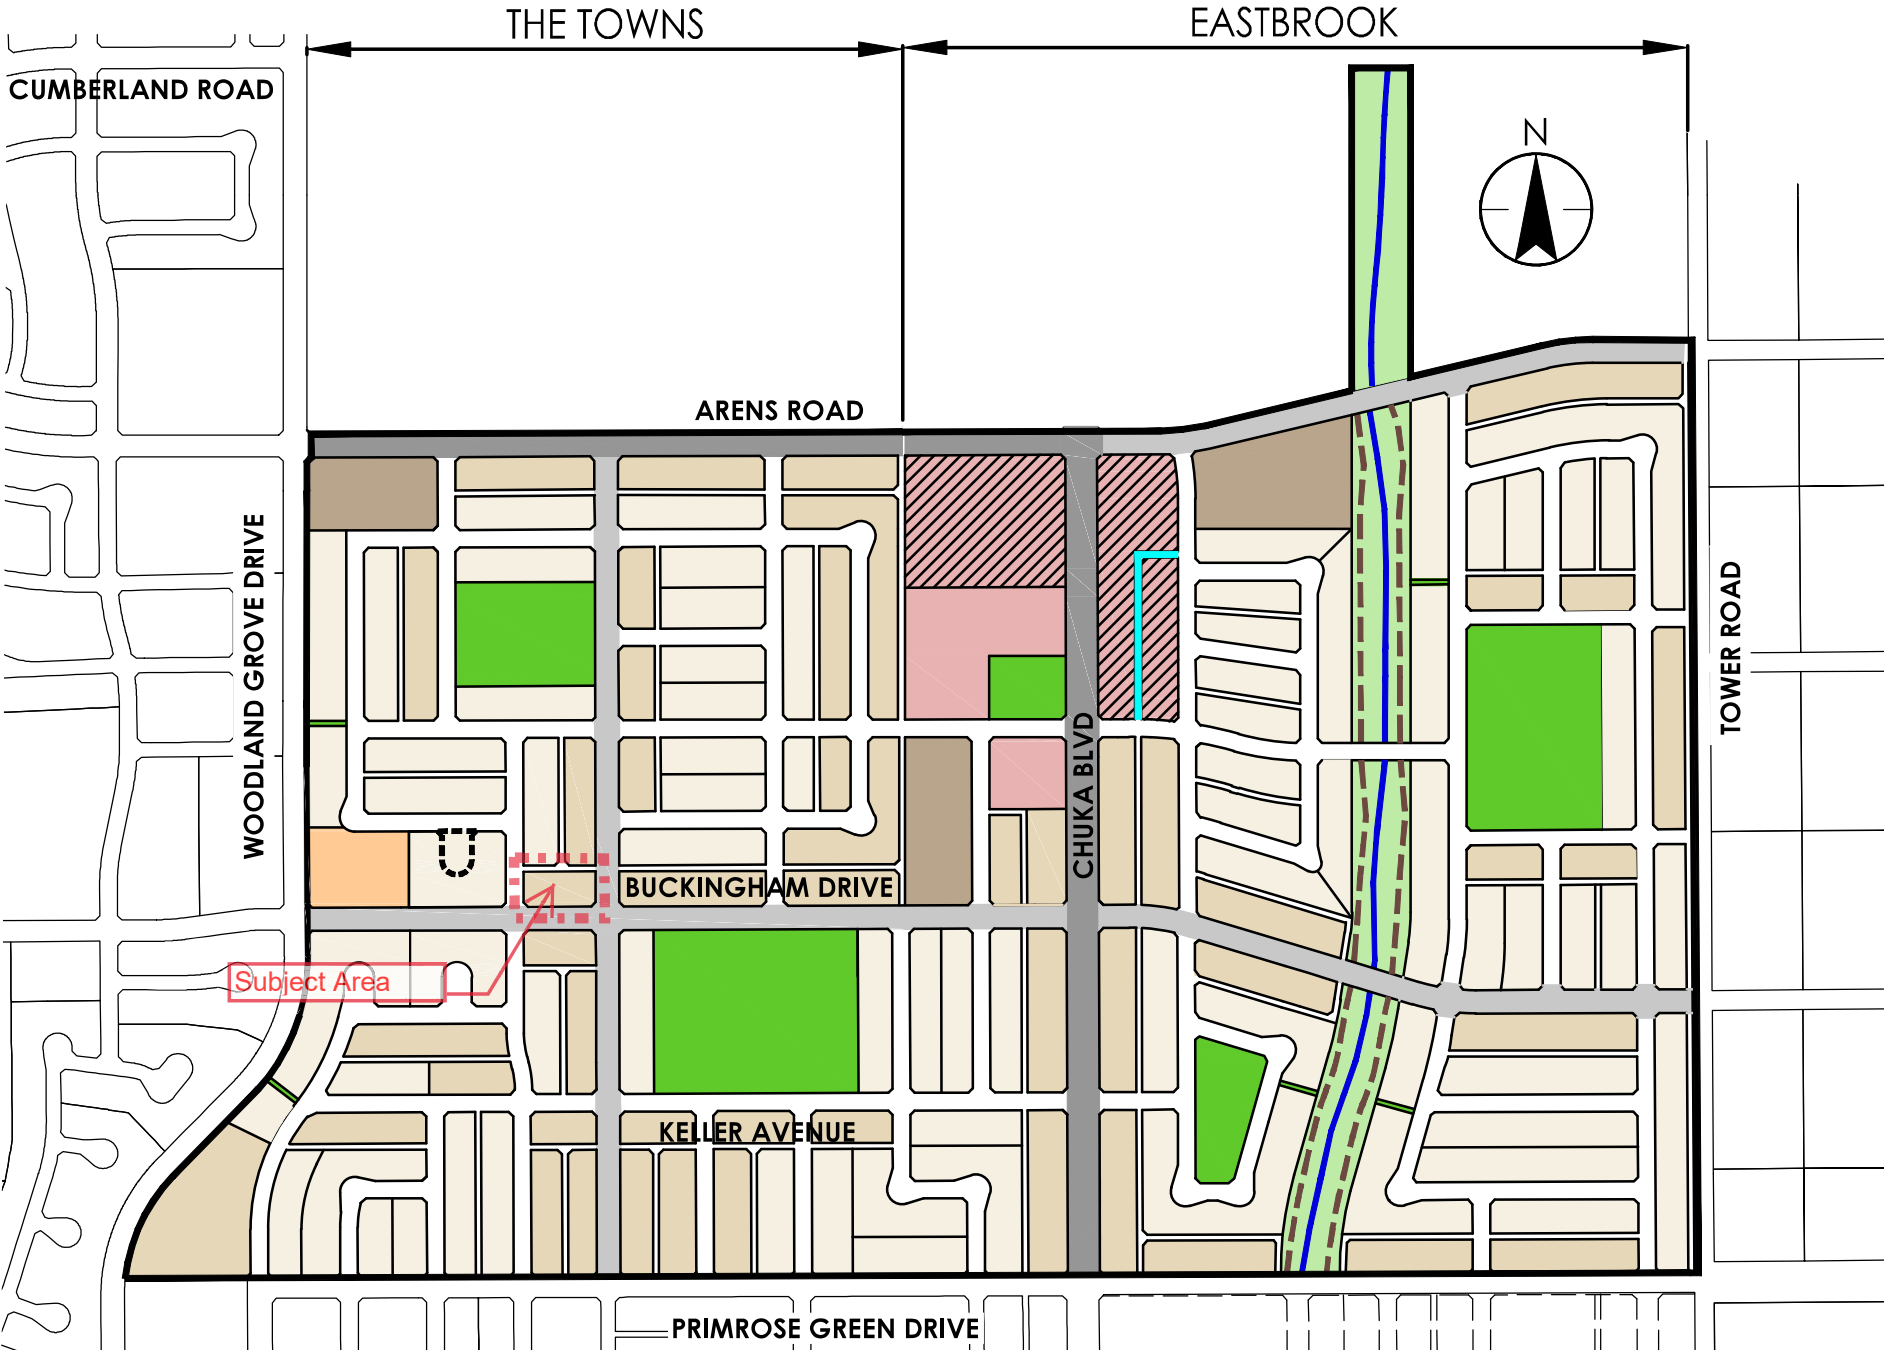 THE TOWNS
EASTBROOK
CUMBERLAND ROAD
N
ARENS ROAD
WOODLAND GROVE DRIVE
TOWER ROAD
CHUKA BLVD
BUCKINGHAM DRIVE
Subject Area
KELLER AVENUE
PRIMROSE GREEN DRIVE